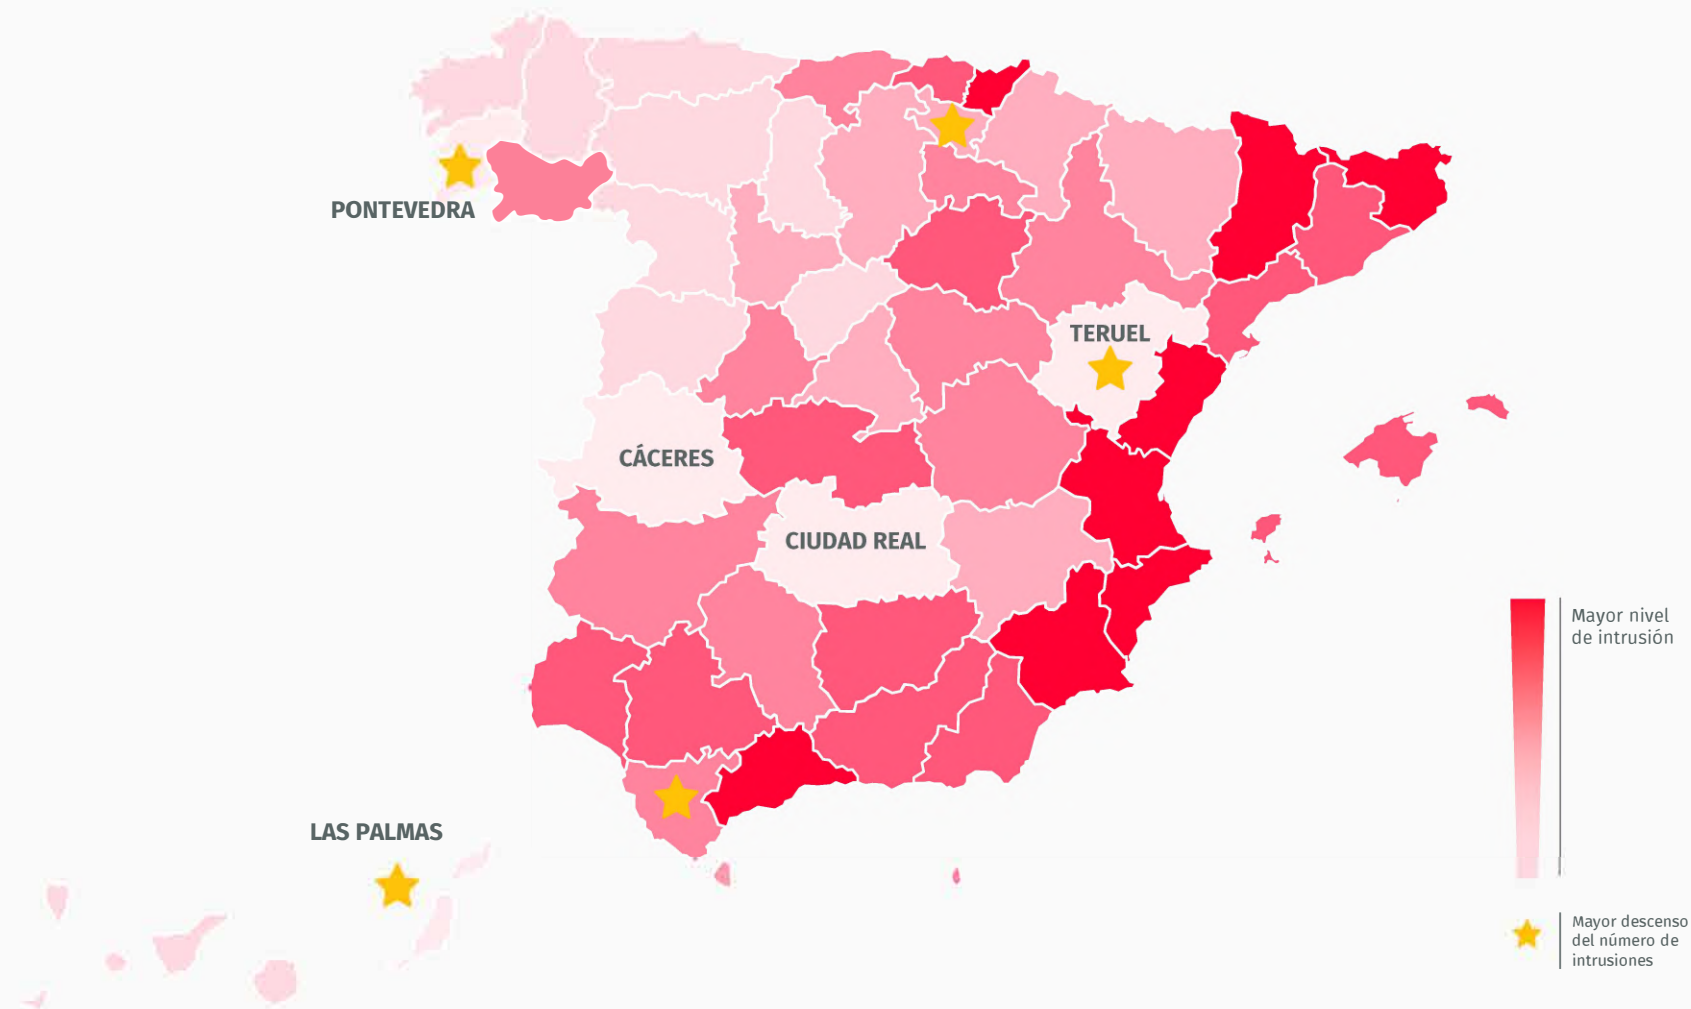 PONTEVEDRA
TERUEL
CÁCERES
CIUDAD REAL
Mayor nivel
de intrusión
LAS PALMAS
Mayor descenso
del número de
intrusiones